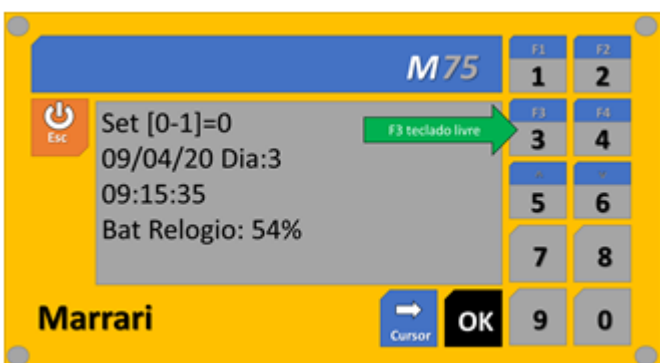 M75
F1
1
F2
2
Esc
Set [0-1]=0
09/04/20 Dia:3
09:15:35
Bat Relogio: 54%
F3 teclado livre
F3
3
F4
4
5
6
7
8
9
0
Marrari
Cursor
OK